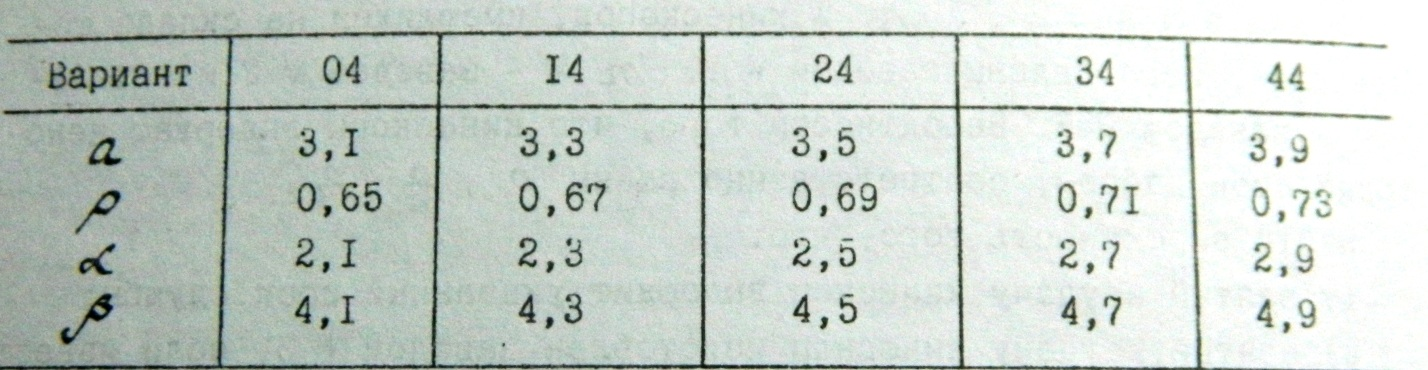 Вариант 04 I4 24 34 44
a 3,I 3,3 3,5 3,7 3,9
ρ 0,65 0,67 0,69 0,7I 0,73
α 2,I 2,3 2,5 2,7 2,9
β 4,I 4,3 4,5 4,7 4,9